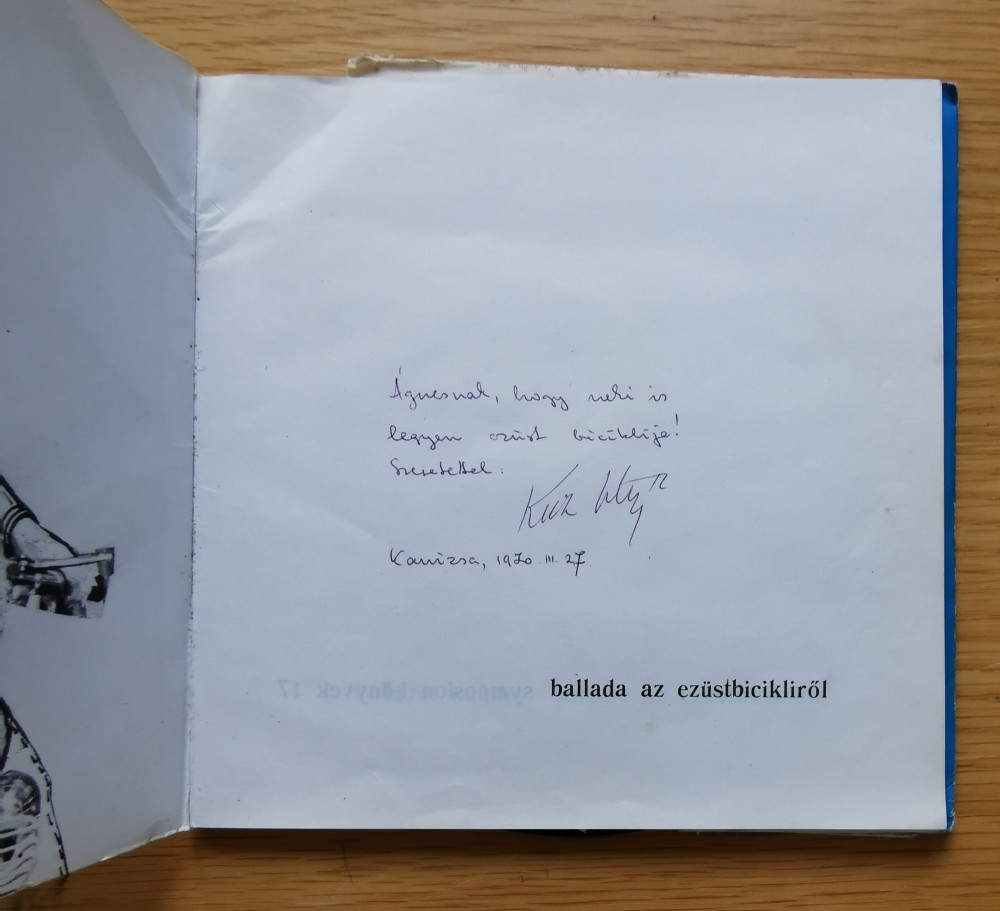 Ágnesnak, hogy neki is
legyen ezüst biciklije!
Szeretettel:
Kanizsa, 1970. III. 27.
ballada az ezüstbicikliről
symposion könyvek 17